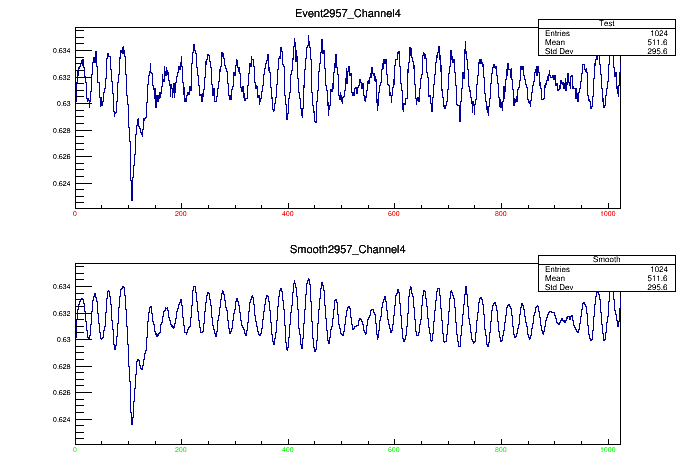 Event2957_Channel4
Test
Entries 1024
Mean 511.6
Std Dev 295.6
0.634
0.632
0.63
0.628
0.626
0.624
0 200 400 600 800 1000
Smooth2957_Channel4
Smooth
Entries 1024
Mean 511.6
Std Dev 295.6
0.634
0.632
0.63
0.628
0.626
0.624
0 200 400 600 800 1000